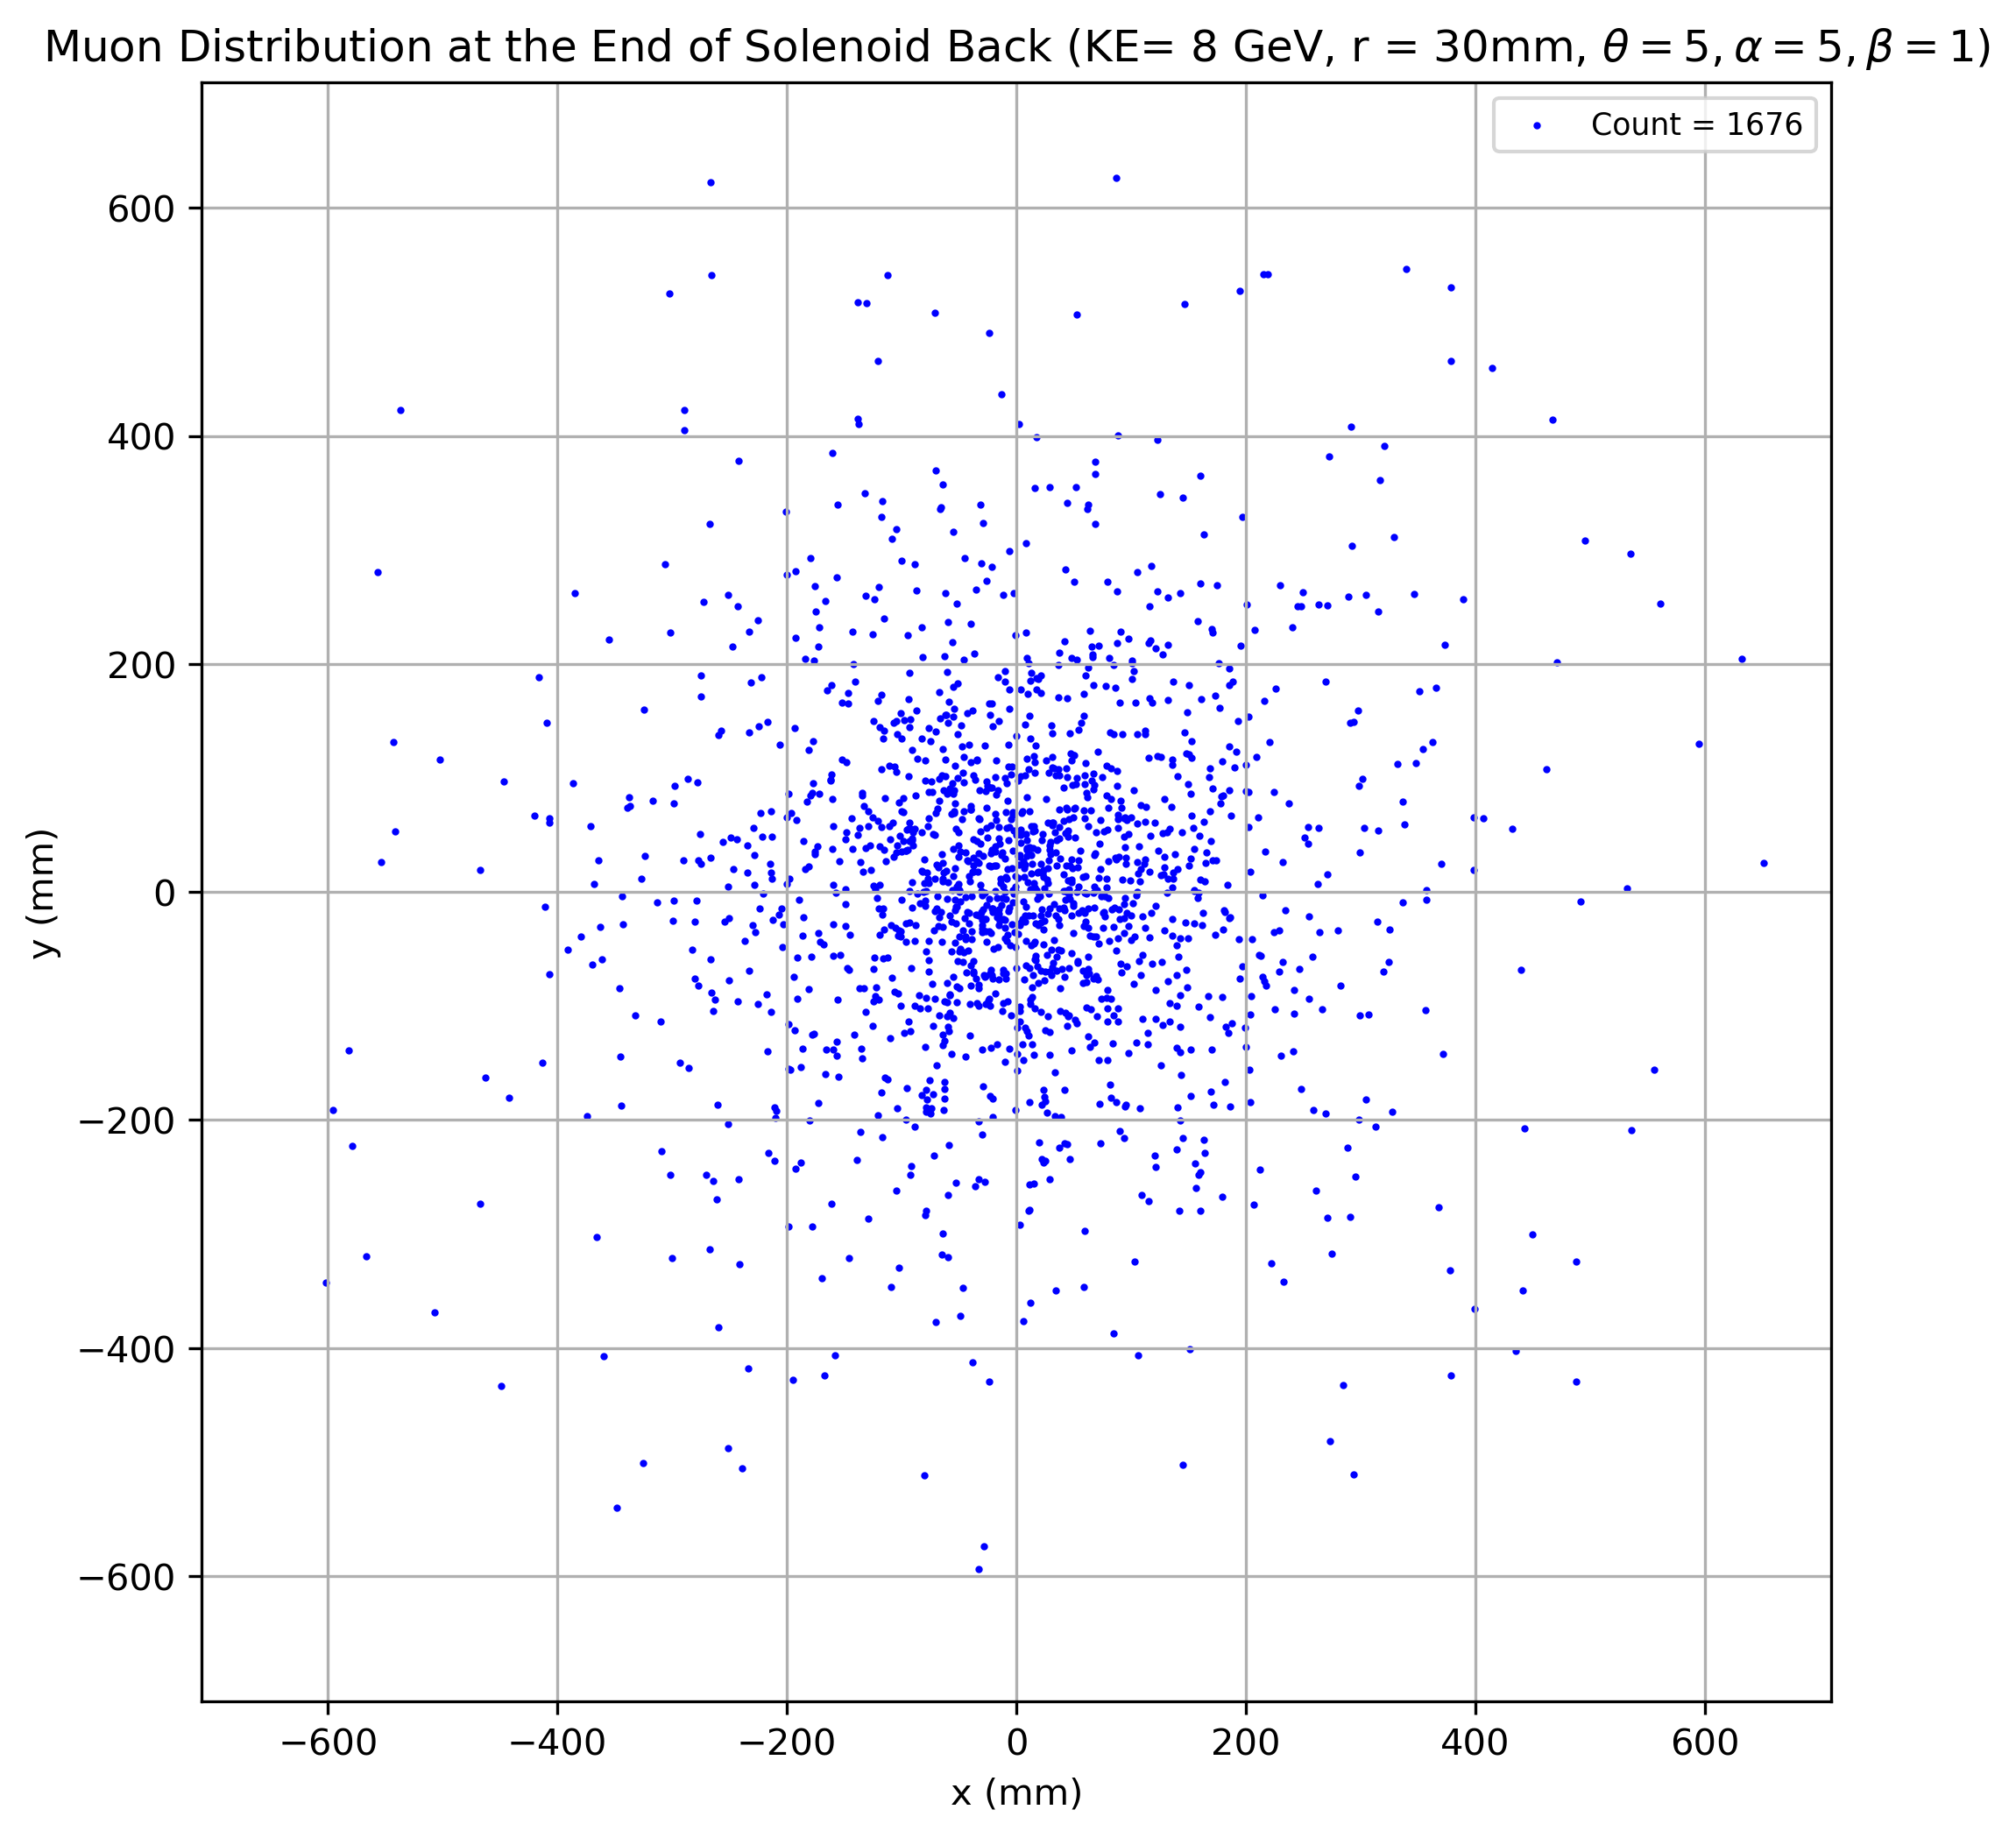 Muon Distribution at the End of Solenoid Back (KE= 8 GeV, r = 30mm, θ = 5, α = 5, β = 1)
Count = 1676
600
400
200
0
−200
−400
−600
y (mm)
−600 −400 −200 0 200 400 600
x (mm)